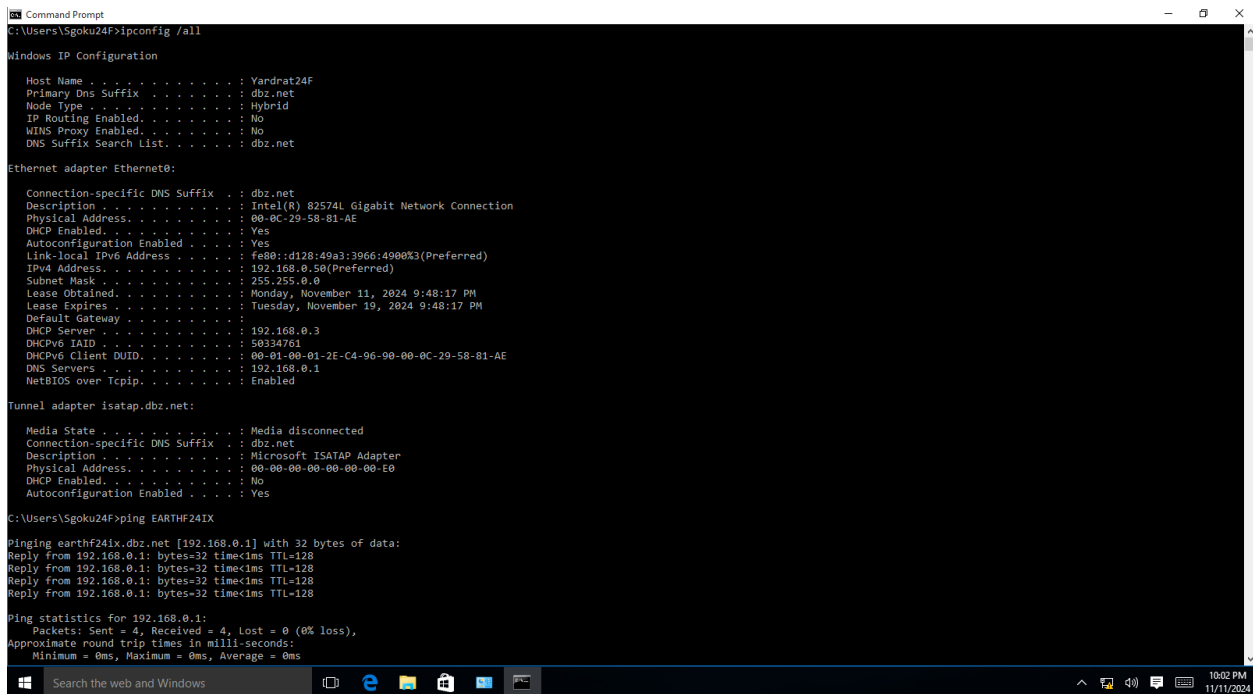 Command Prompt
C:\Users\Sgoku24F>ipconfig /all
Windows IP Configuration
Host Name . . . . . . . . . . . . : Yardrat24F
Primary Dns Suffix  . . . . . . . : dbz.net
Node Type . . . . . . . . . . . . : Hybrid
IP Routing Enabled. . . . . . . . : No
WINS Proxy Enabled. . . . . . . . : No
DNS Suffix Search List. . . . . . : dbz.net
Ethernet adapter Ethernet0:
Connection-specific DNS Suffix  . : dbz.net
Description . . . . . . . . . . . : Intel(R) 82574L Gigabit Network Connection
Physical Address. . . . . . . . . : 00-0C-29-58-81-AE
DHCP Enabled. . . . . . . . . . . : Yes
Autoconfiguration Enabled . . . . : Yes
Link-local IPv6 Address . . . . . : fe80::d128:49a3:3966:4900%3(Preferred)
IPv4 Address. . . . . . . . . . . : 192.168.0.50(Preferred)
Subnet Mask . . . . . . . . . . . : 255.255.0.0
Lease Obtained. . . . . . . . . . : Monday, November 11, 2024 9:48:17 PM
Lease Expires . . . . . . . . . . : Tuesday, November 19, 2024 9:48:17 PM
Default Gateway . . . . . . . . . :
DHCP Server . . . . . . . . . . . : 192.168.0.3
DHCPv6 IAID . . . . . . . . . . . : 50334761
DHCPv6 Client DUID. . . . . . . . : 00-01-00-01-2E-C4-96-90-00-0C-29-58-81-AE
DNS Servers . . . . . . . . . . . : 192.168.0.1
NetBIOS over Tcpip. . . . . . . . : Enabled
Tunnel adapter isatap.dbz.net:
Media State . . . . . . . . . . . : Media disconnected
Connection-specific DNS Suffix  . : dbz.net
Description . . . . . . . . . . . : Microsoft ISATAP Adapter
Physical Address. . . . . . . . . : 00-00-00-00-00-00-00-E0
DHCP Enabled. . . . . . . . . . . : No
Autoconfiguration Enabled . . . . : Yes
C:\Users\Sgoku24F>ping EARTHF24IX
Pinging earthf24ix.dbz.net [192.168.0.1] with 32 bytes of data:
Reply from 192.168.0.1: bytes=32 time<1ms TTL=128
Reply from 192.168.0.1: bytes=32 time<1ms TTL=128
Reply from 192.168.0.1: bytes=32 time<1ms TTL=128
Reply from 192.168.0.1: bytes=32 time<1ms TTL=128
Ping statistics for 192.168.0.1:
Packets: Sent = 4, Received = 4, Lost = 0 (0% loss),
Approximate round trip times in milli-seconds:
Minimum = 0ms, Maximum = 0ms, Average = 0ms
Search the web and Windows
10:02 PM
11/11/2024